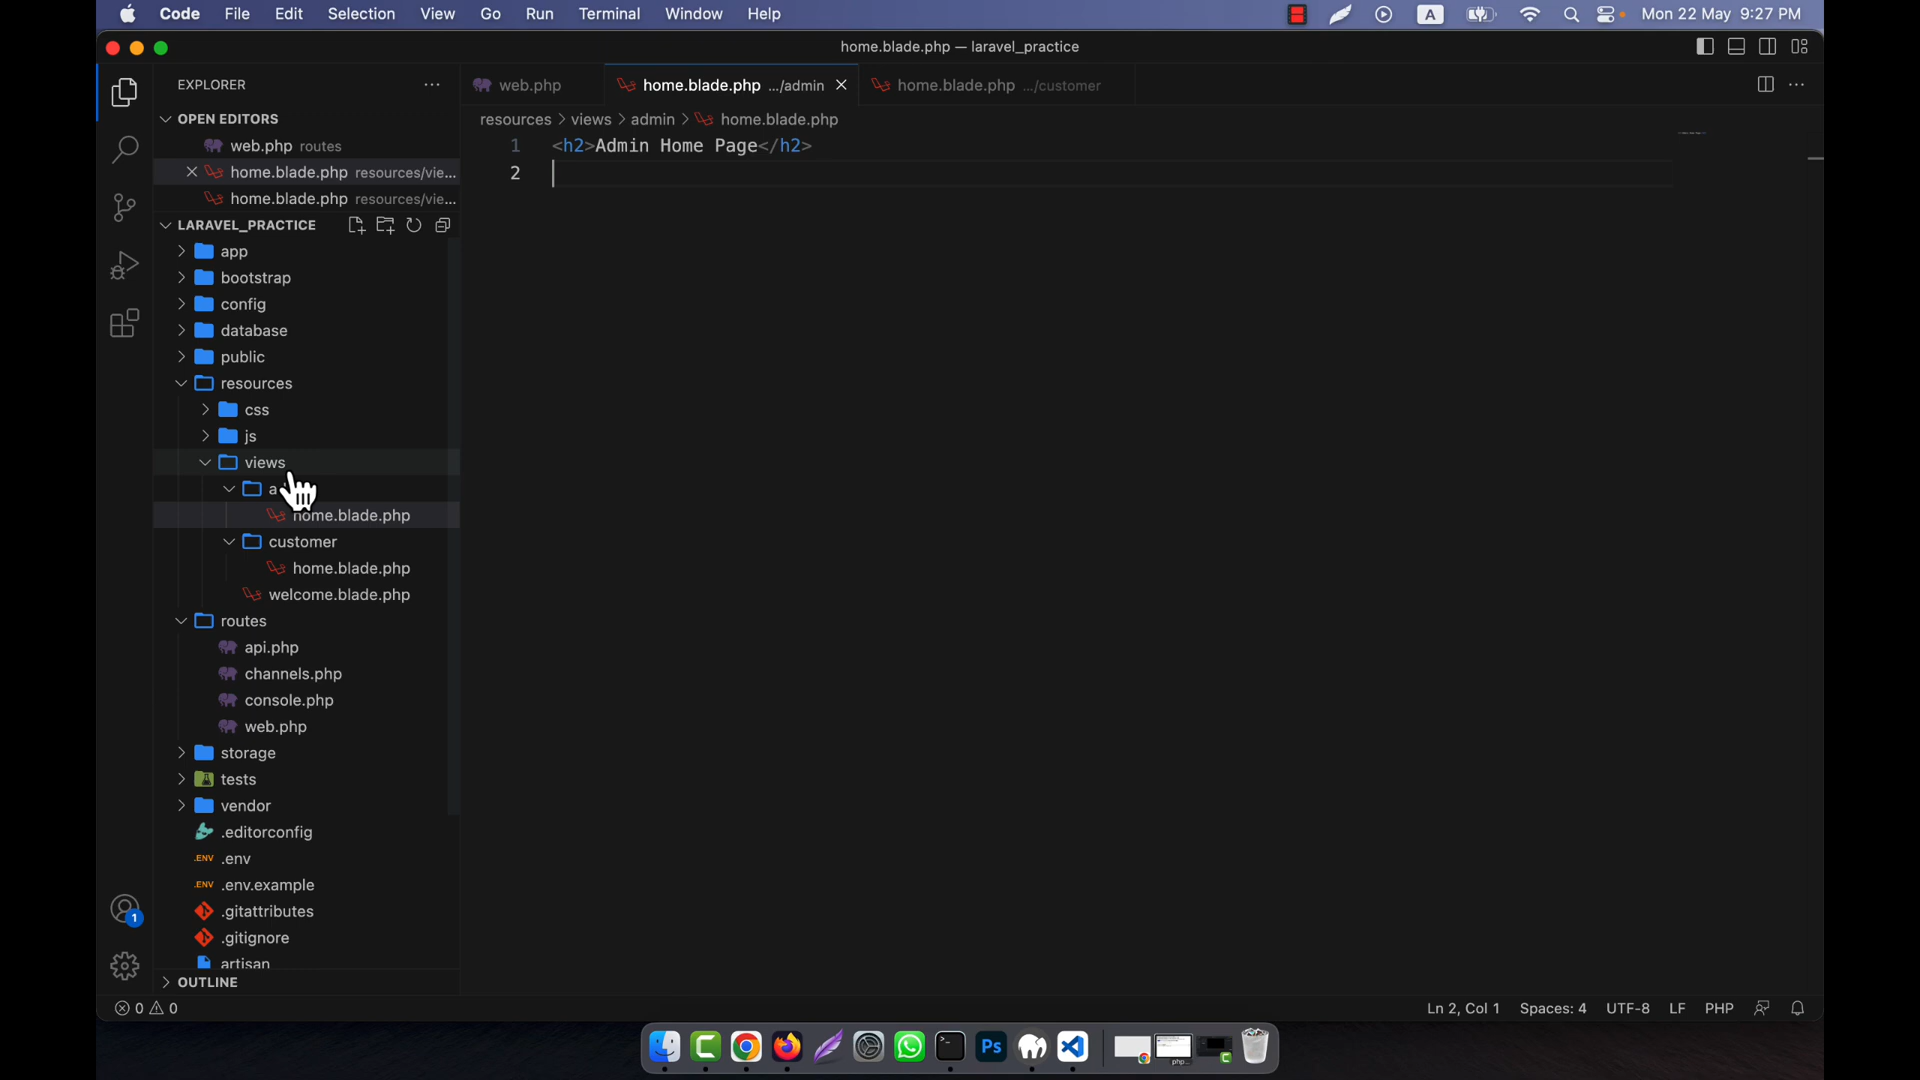 Code File Edit Selection View Go Run Terminal Window Help A Mon 22 May 9:27 PM
home.blade.php — laravel_practice
EXPLORER
web.php home.blade.php .../admin home.blade.php .../customer
OPEN EDITORS
resources > views > admin > home.blade.php
web.php routes
home.blade.php resources/vie...
home.blade.php resources/vie...
1 <h2>Admin Home Page</h2>
2
LARAVEL_PRACTICE
app
bootstrap
config
database
public
resources
css
js
views
a
home.blade.php
customer
home.blade.php
welcome.blade.php
routes
api.php
channels.php
console.php
web.php
storage
tests
vendor
.editorconfig
.ENV .env
.ENV .env.example
.gitattributes
.gitignore
artisan
OUTLINE
1
0 0
Ln 2, Col 1 Spaces: 4 UTF-8 LF PHP
Ps
php